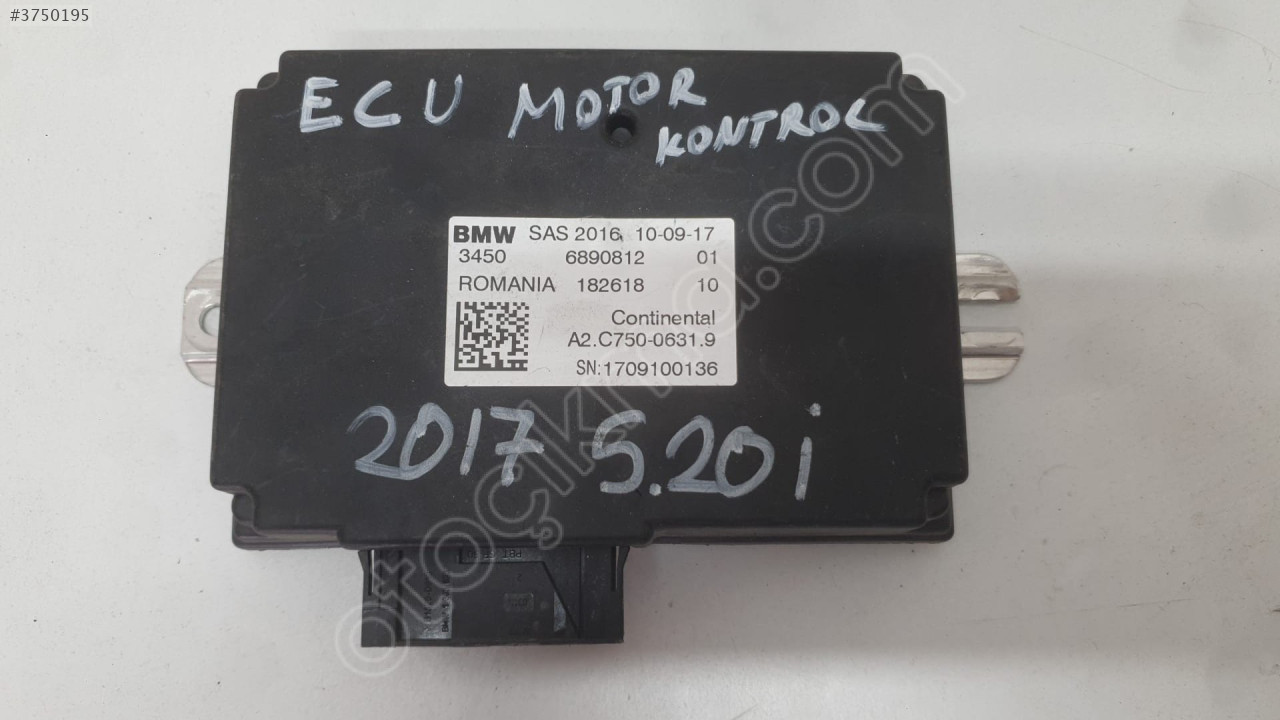 #3750195
ECU MOTOR
KONTROL
BMW SAS 2016 10-09-17
3450 6890812 01
ROMANIA 182618 10
Continental
A2.C750-0631.9
SN:1709100136
2017 5.20i
otoçıkma.com